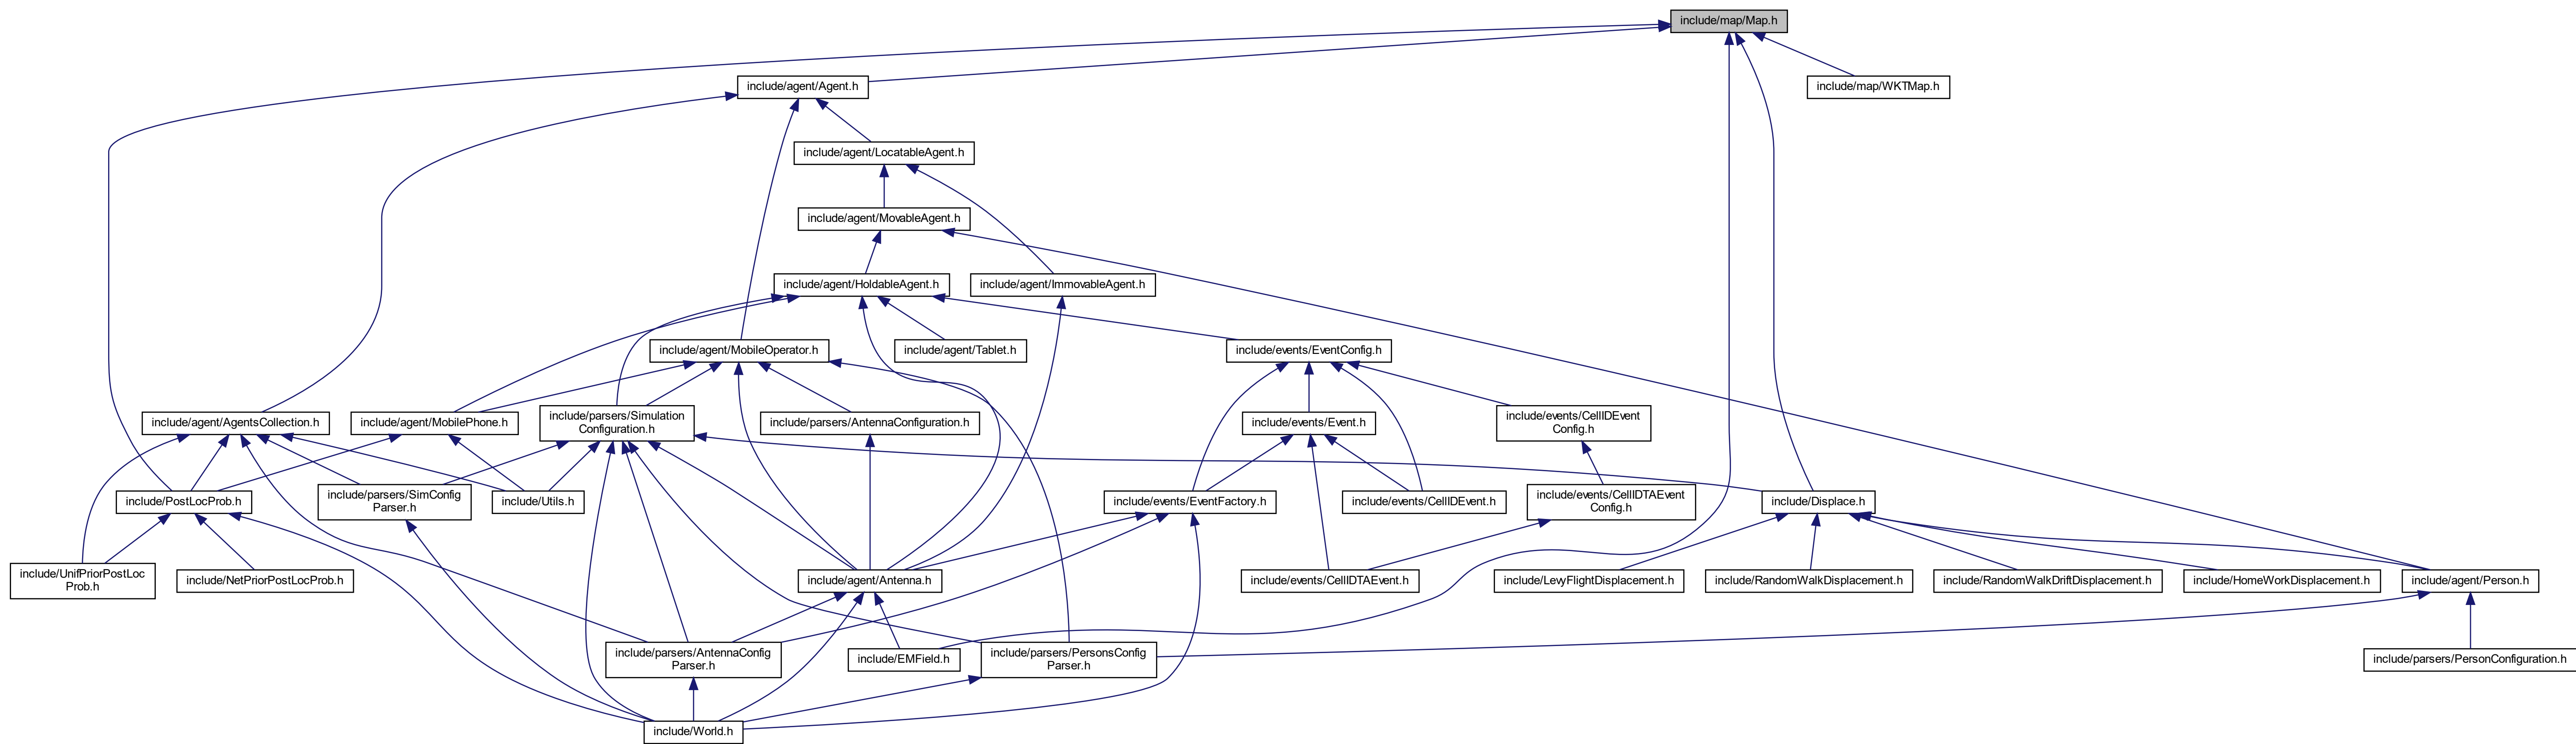 include/map/Map.h
include/agent/Agent.h
include/map/WKTMap.h
include/agent/LocatableAgent.h
include/agent/MovableAgent.h
include/agent/HoldableAgent.h
include/agent/ImmovableAgent.h
include/agent/MobileOperator.h
include/agent/Tablet.h
include/events/EventConfig.h
include/agent/AgentsCollection.h
include/agent/MobilePhone.h
include/parsers/Simulation
Configuration.h
include/parsers/AntennaConfiguration.h
include/events/Event.h
include/events/CellIDEvent
Config.h
include/PostLocProb.h
include/parsers/SimConfig
Parser.h
include/Utils.h
include/events/EventFactory.h
include/events/CellIDEvent.h
include/events/CellIDTAEvent
Config.h
include/Displace.h
include/UnifPriorPostLoc
Prob.h
include/NetPriorPostLocProb.h
include/agent/Antenna.h
include/events/CellIDTAEvent.h
include/LevyFlightDisplacement.h
include/RandomWalkDisplacement.h
include/RandomWalkDriftDisplacement.h
include/HomeWorkDisplacement.h
include/agent/Person.h
include/parsers/AntennaConfig
Parser.h
include/EMField.h
include/parsers/PersonsConfig
Parser.h
include/parsers/PersonConfiguration.h
include/World.h